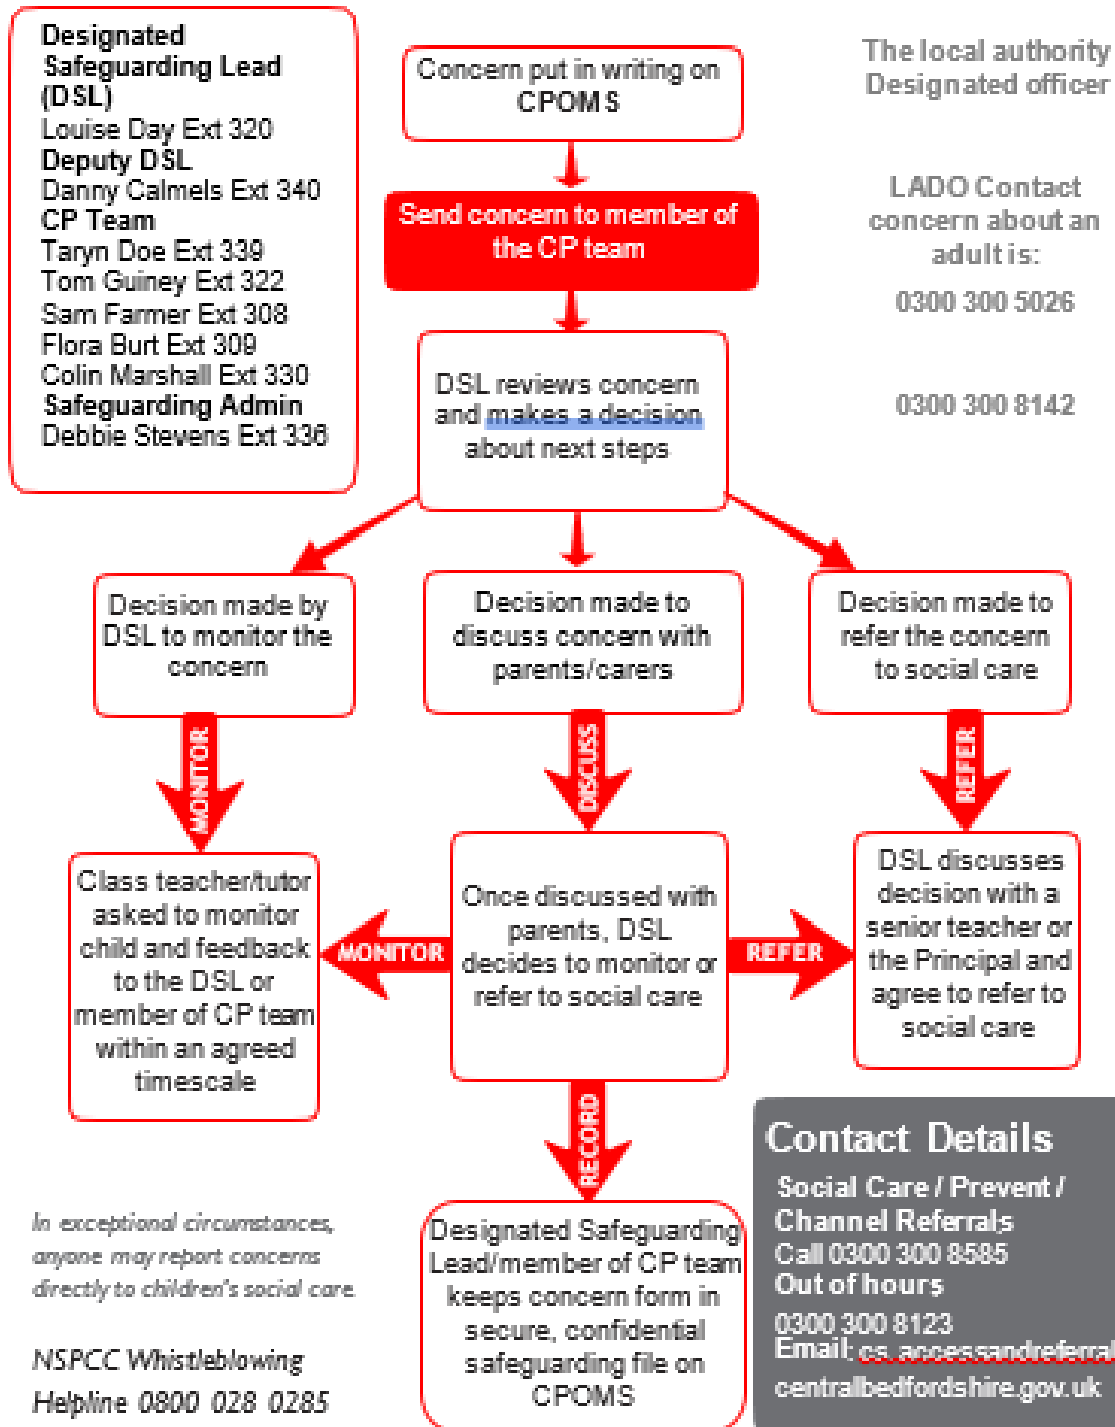 Designated
Safeguarding Lead
(DSL)
Louise Day Ext 320
Deputy DSL
Danny Calmels Ext 340
CP Team
Taryn Doe Ext 339
Tom Guiney Ext 322
Sam Farmer Ext 308
Flora Burt Ext 309
Colin Marshall Ext 330
Safeguarding Admin
Debbie Stevens Ext 336
Concern put in writing on
CPOMS
The local authority
Designated officer
LADO Contact
concern about an
adult is:
0300 300 5026
0300 300 8142
Send concern to member of
the CP team
DSL reviews concern
and makes a decision
about next steps
Decision made by
DSL to monitor the
concern
Decision made to
discuss concern with
parents/carers
Decision made to
refer the concern
to social care
MONITOR
DISCUSS
REFER
Class teacher/tutor
asked to monitor
child and feedback
to the DSL or
member of CP team
within an agreed
timescale
MONITOR
Once discussed with
parents, DSL
decides to monitor or
refer to social care
REFER
DSL discusses
decision with a
senior teacher or
the Principal and
agree to refer to
social care
RECORD
Designated Safeguarding
Lead/member of CP team
keeps concern form in
secure, confidential
safeguarding file on
CPOMS
In exceptional circumstances,
anyone may report concerns
directly to children's social care
NSPCC Whistleblowing
Helpline 0800 028 0285
Contact Details
Social Care / Prevent /
Channel Referrals
Call 0300 300 8585
Out of hours
0300 300 8123
Email: cs.accessandreferral
centralbedfordshire.gov.uk